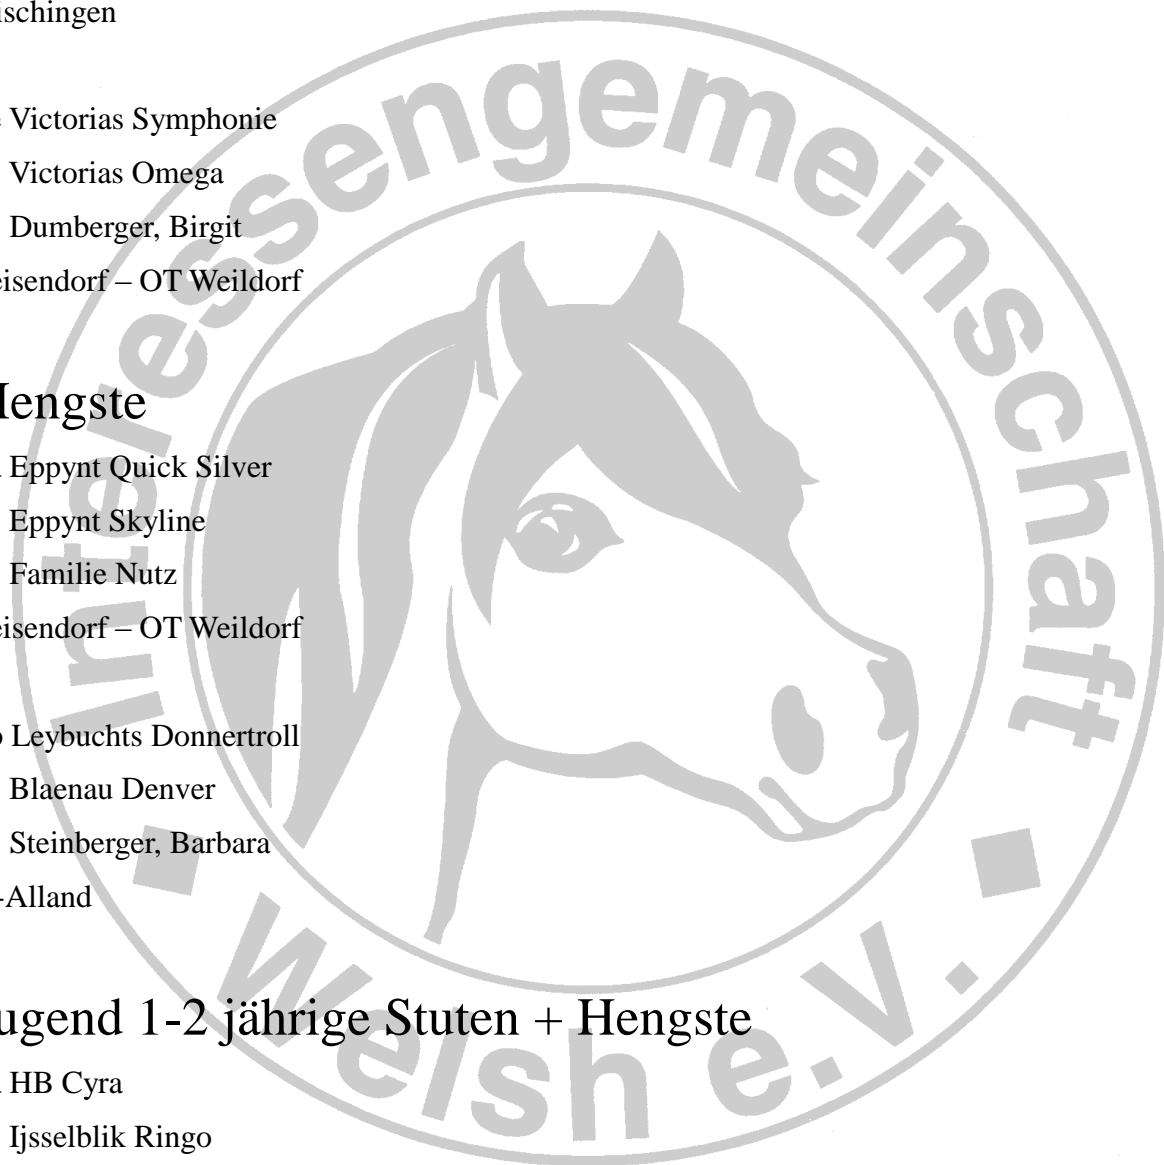 ischingen
Victorias Symphonie
Victorias Omega
Dumberger, Birgit
eisendorf – OT Weildorf
Hengste
Eppynt Quick Silver
Eppynt Skyline
Familie Nutz
eisendorf – OT Weildorf
Leybuchts Donnertroll
Blaenau Denver
Steinberger, Barbara
-Alland
ugend 1-2 jährige Stuten + Hengste
HB Cyra
Ijsselblik Ringo
Interessengemeinschaft
Welsh e.V.